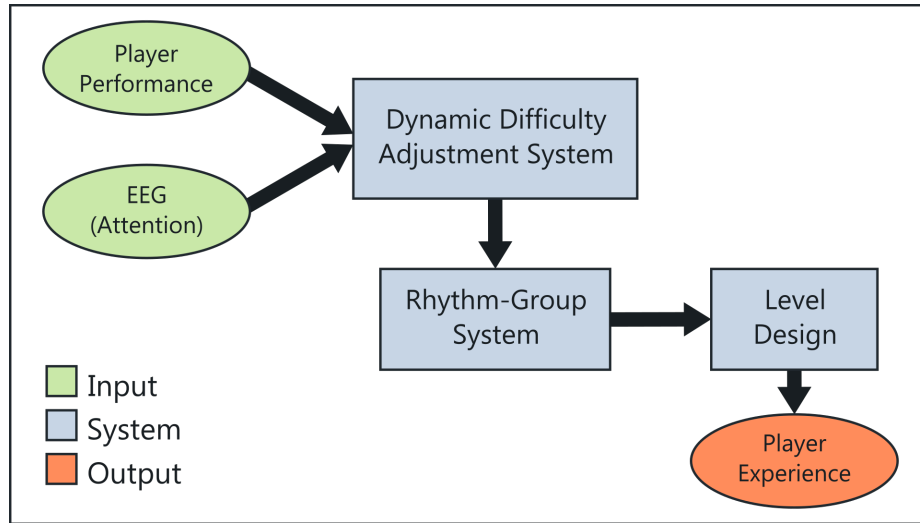 Player
Performance
EEG
(Attention)
Dynamic Difficulty
Adjustment System
Rhythm-Group
System
Level
Design
Player
Experience
Input
System
Output